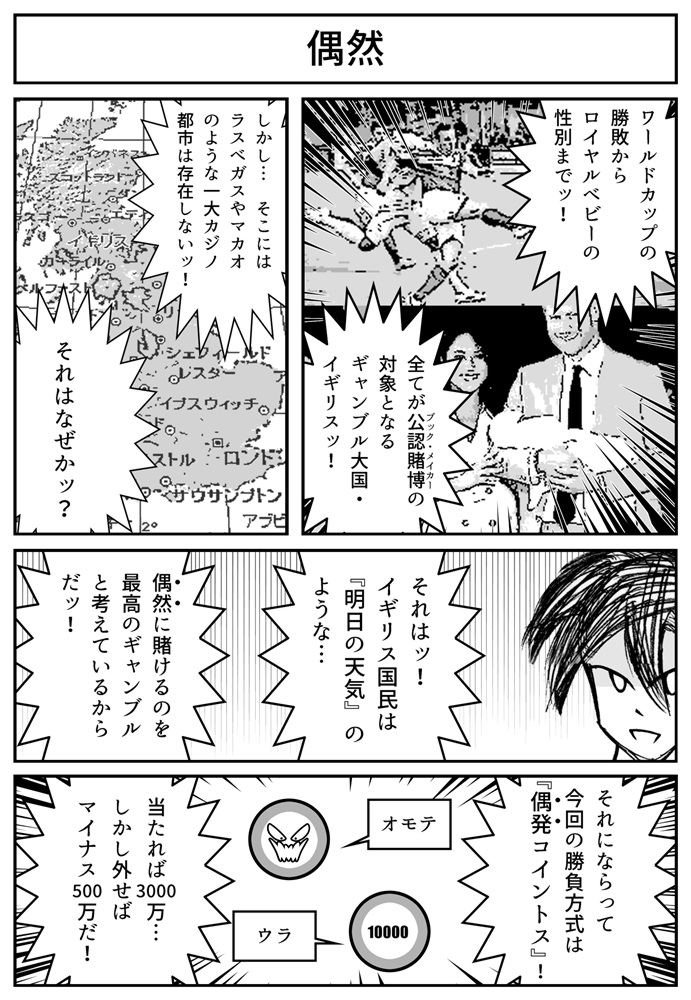 偶然
ワールドカップの
勝敗から
ロイヤルベビーの
性別までッ！
全てが公認賭博の
ブック・メイカー
対象となる
ギャンブル大国・
イギリスッ！
しかし… そこには
ラスベガスやマカオ
のような一大カジノ
都市は存在しないッ！
それはなぜかッ？
スコットランド
エディ
イギリス
カーライル
シェフィールド
レスター
イプスウィッチ
ストル
ロンド
サウサンプトン
2°
アブビ
それはッ！
イギリス国民は
『明日の天気』の
ような…
偶然に賭けるのを
最高のギャンブル
と考えているから
だッ！
それにならって
今回の勝負方式は
『偶発コイントス』！
オモテ
ウラ
10000
当たれば3000
万…
しかし外せば
マイナス500
万だ！